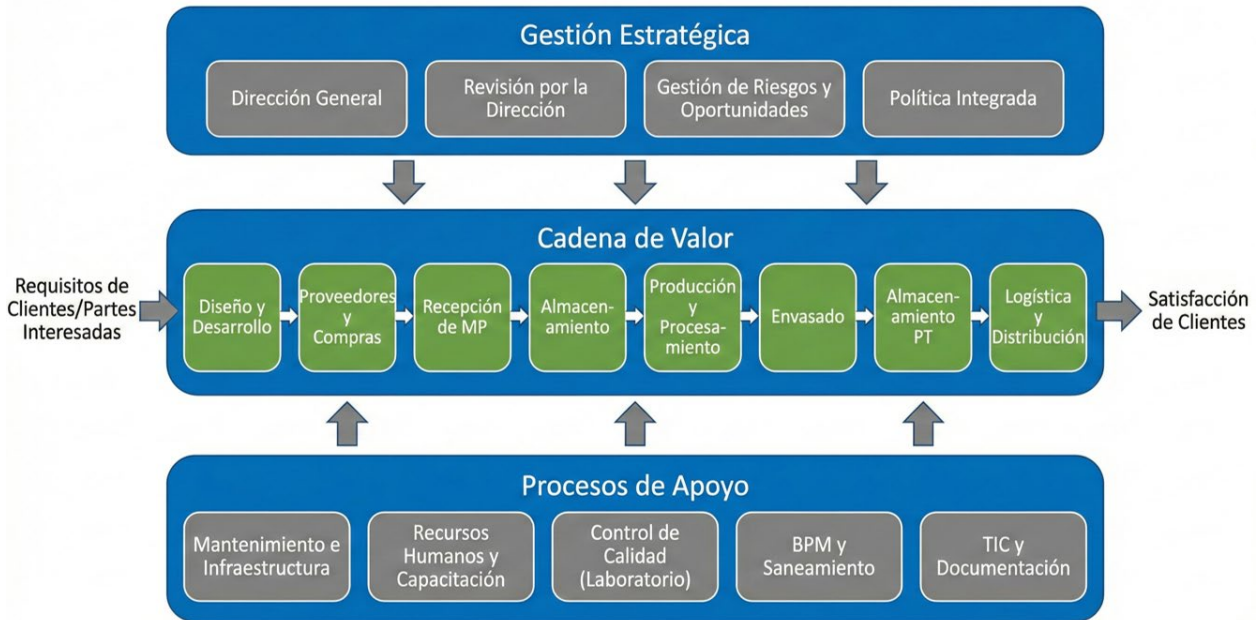 Gestión Estratégica
Dirección General
Revisión por la
Dirección
Gestión de Riesgos y
Oportunidades
Política Integrada
Cadena de Valor
Requisitos de
Clientes/Partes
Interesadas
Diseño y
Desarrollo
Proveedores
y
Compras
Recepción
de MP
Almacen-
amiento
Producción
y
Procesa-
miento
Envasado
Almacen-
amiento
PT
Logística
y
Distribución
Satisfacción
de Clientes
Procesos de Apoyo
Mantenimiento e
Infraestructura
Recursos
Humanos y
Capacitación
Control de
Calidad
(Laboratorio)
BPM y
Saneamiento
TIC y
Documentación